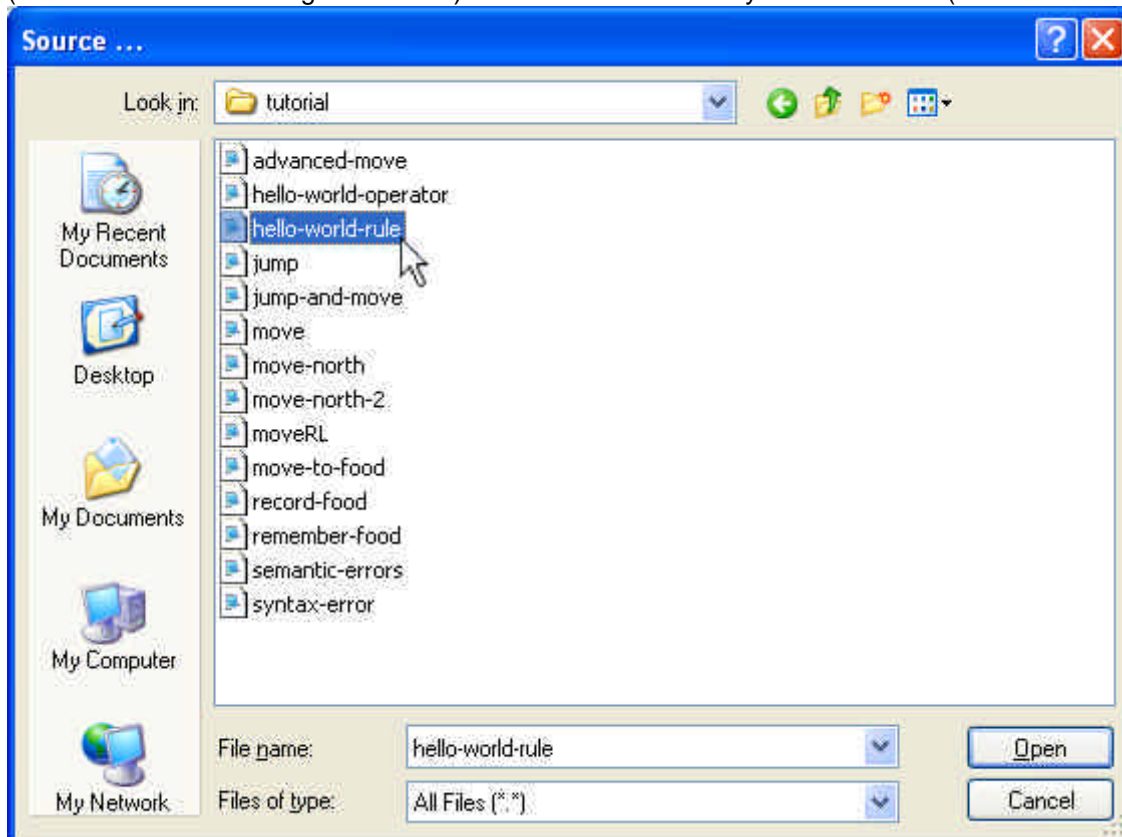 Source ...
Look in:
tutorial
advanced-move
hello-world-operator
hello-world-rule
jump
jump-and-move
move
move-north
move-north-2
moveRL
move-to-food
record-food
remember-food
semantic-errors
syntax-error
My Recent
Documents
Desktop
My Documents
My Computer
My Network
File name:
hello-world-rule
Open
Files of type:
All Files (*.*)
Cancel